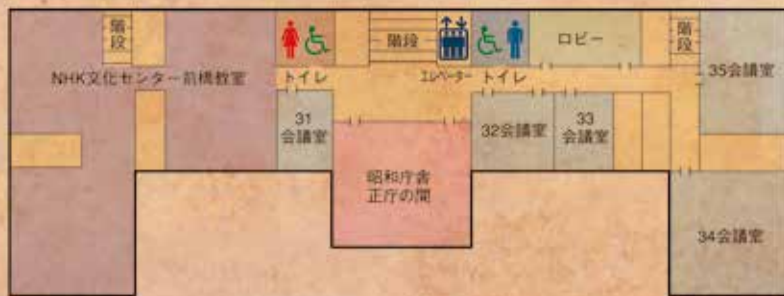 階段
階段
階段
ロビー
NHK文化センター前橋教室
トイレ
エレベーター
トイレ
35会議室
31
会議室
32会議室
33
会議室
昭和庁舎
正庁の間
34会議室